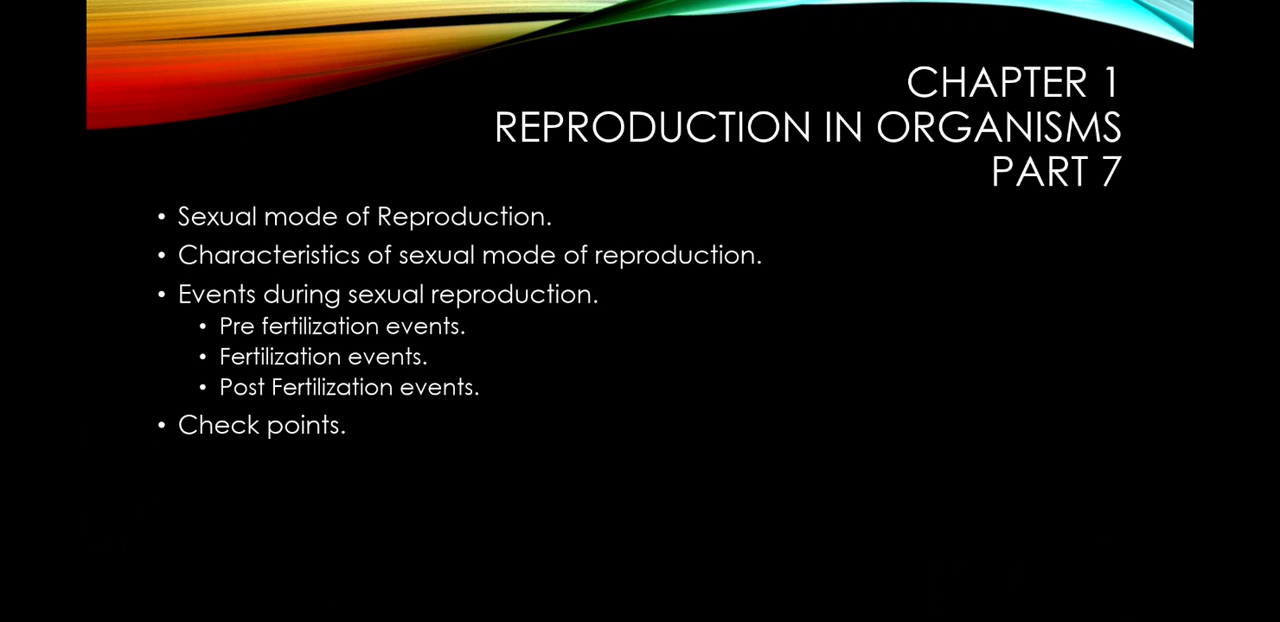 CHAPTER 1
REPRODUCTION IN ORGANISMS
PART 7
• Sexual mode of Reproduction.
• Characteristics of sexual mode of reproduction.
• Events during sexual reproduction.
• Pre fertilization events.
• Fertilization events.
• Post Fertilization events.
• Check points.